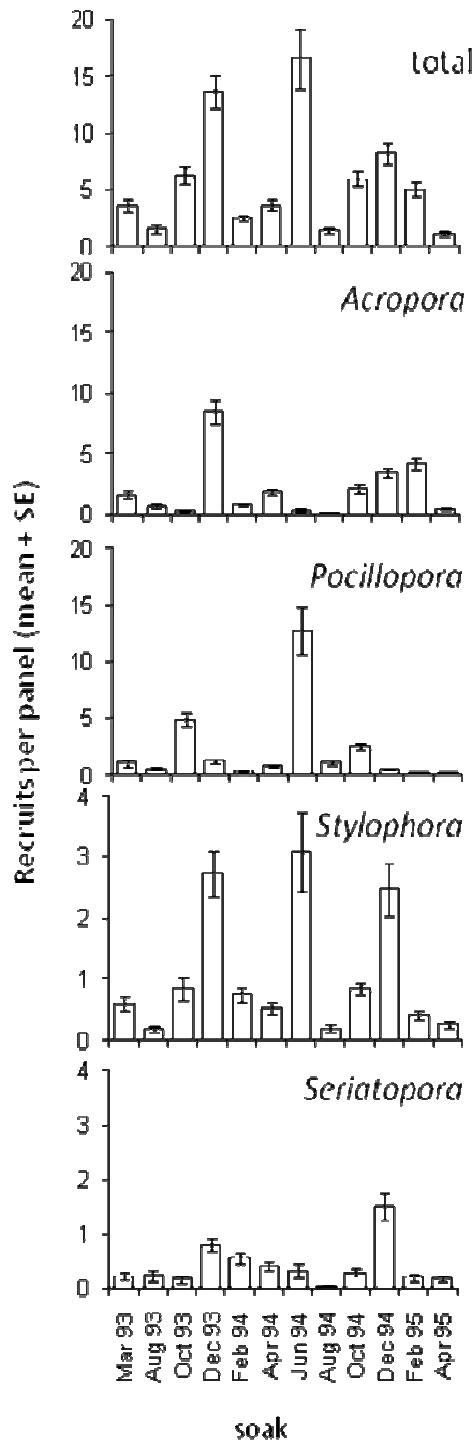 20
total
15
10
5
0
20
Acropora
15
10
5
0
20
Pocillopora
15
10
5
0
4
Stylophora
3
2
1
0
4
Seriatopora
3
2
1
0
Recruits per panel (mean + SE)
Mar 93
Aug 93
Oct 93
Dec 93
Feb 94
Apr 94
Jun 94
Aug 94
Oct 94
Dec 94
Feb 95
Apr 95
soak